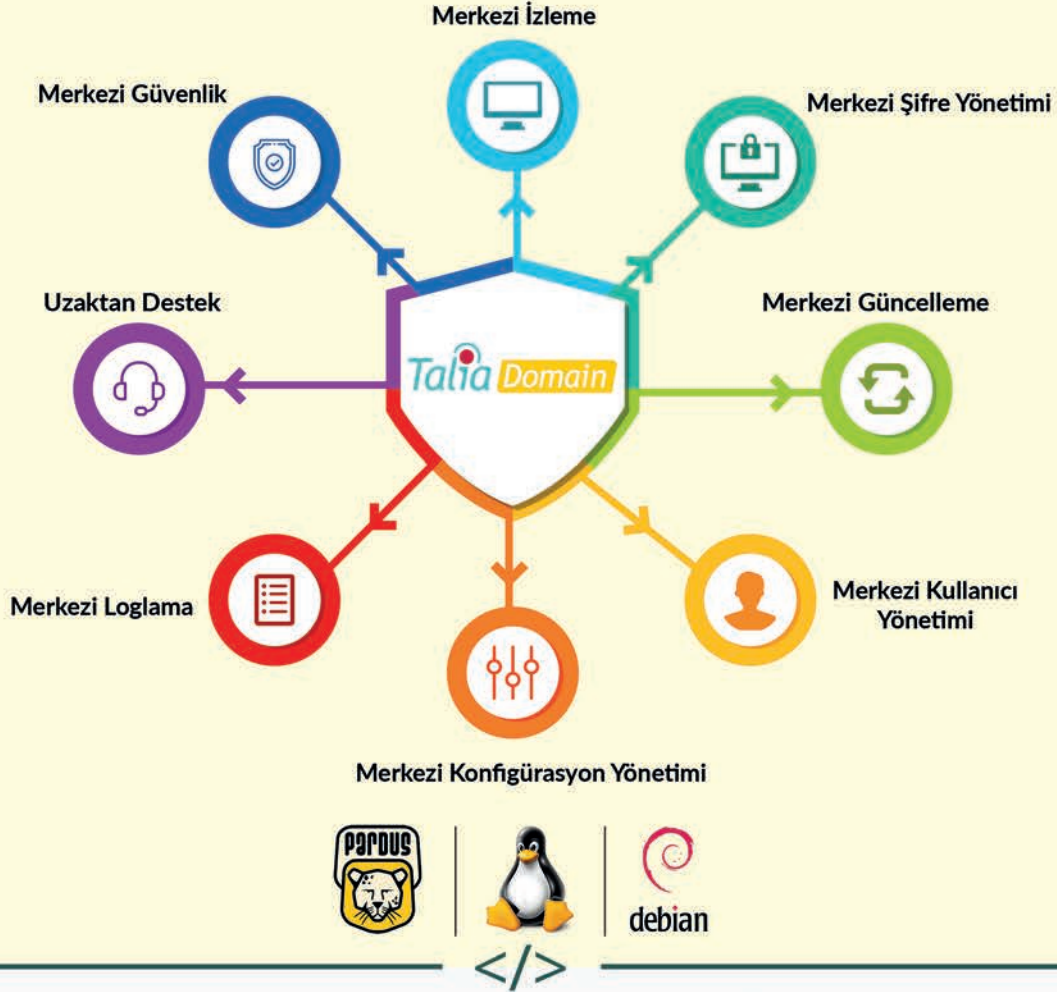 Merkezi İzleme
Merkezi Güvenlik
Merkezi Şifre Yönetimi
Uzaktan Destek
Merkezi Güncelleme
Talia Domain
Merkezi Loglama
Merkezi Kullanıcı
Yönetimi
Merkezi Konfigürasyon Yönetimi
PARDUS
debian
</>